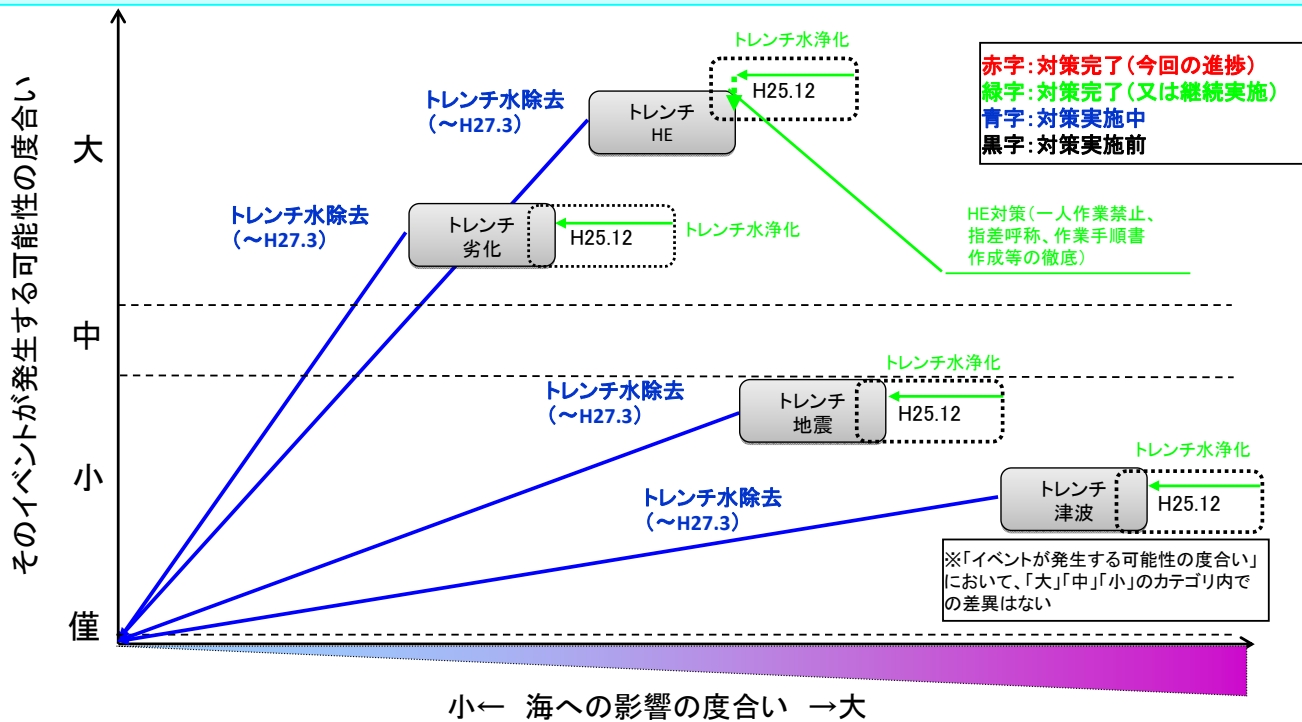 そのイベントが発生する可能性の度合い
大
中
小
僅
トレンチ水浄化
H25.12
トレンチ水除去
(～H27.3)
トレンチ
HE
赤字:対策完了(今回の進捗)
緑字:対策完了(又は継続実施)
青字:対策実施中
黒字:対策実施前
トレンチ水除去
(～H27.3)
トレンチ
劣化
H25.12
トレンチ水浄化
HE対策(一人作業禁止、
指差呼称、作業手順書
作成等の徹底)
トレンチ水浄化
トレンチ水除去
(～H27.3)
トレンチ
地震
H25.12
トレンチ水浄化
トレンチ水除去
(～H27.3)
トレンチ
津波
H25.12
※「イベントが発生する可能性の度合い」
において、「大」「中」「小」のカテゴリ内で
の差異はない
小← 海への影響の度合い →大